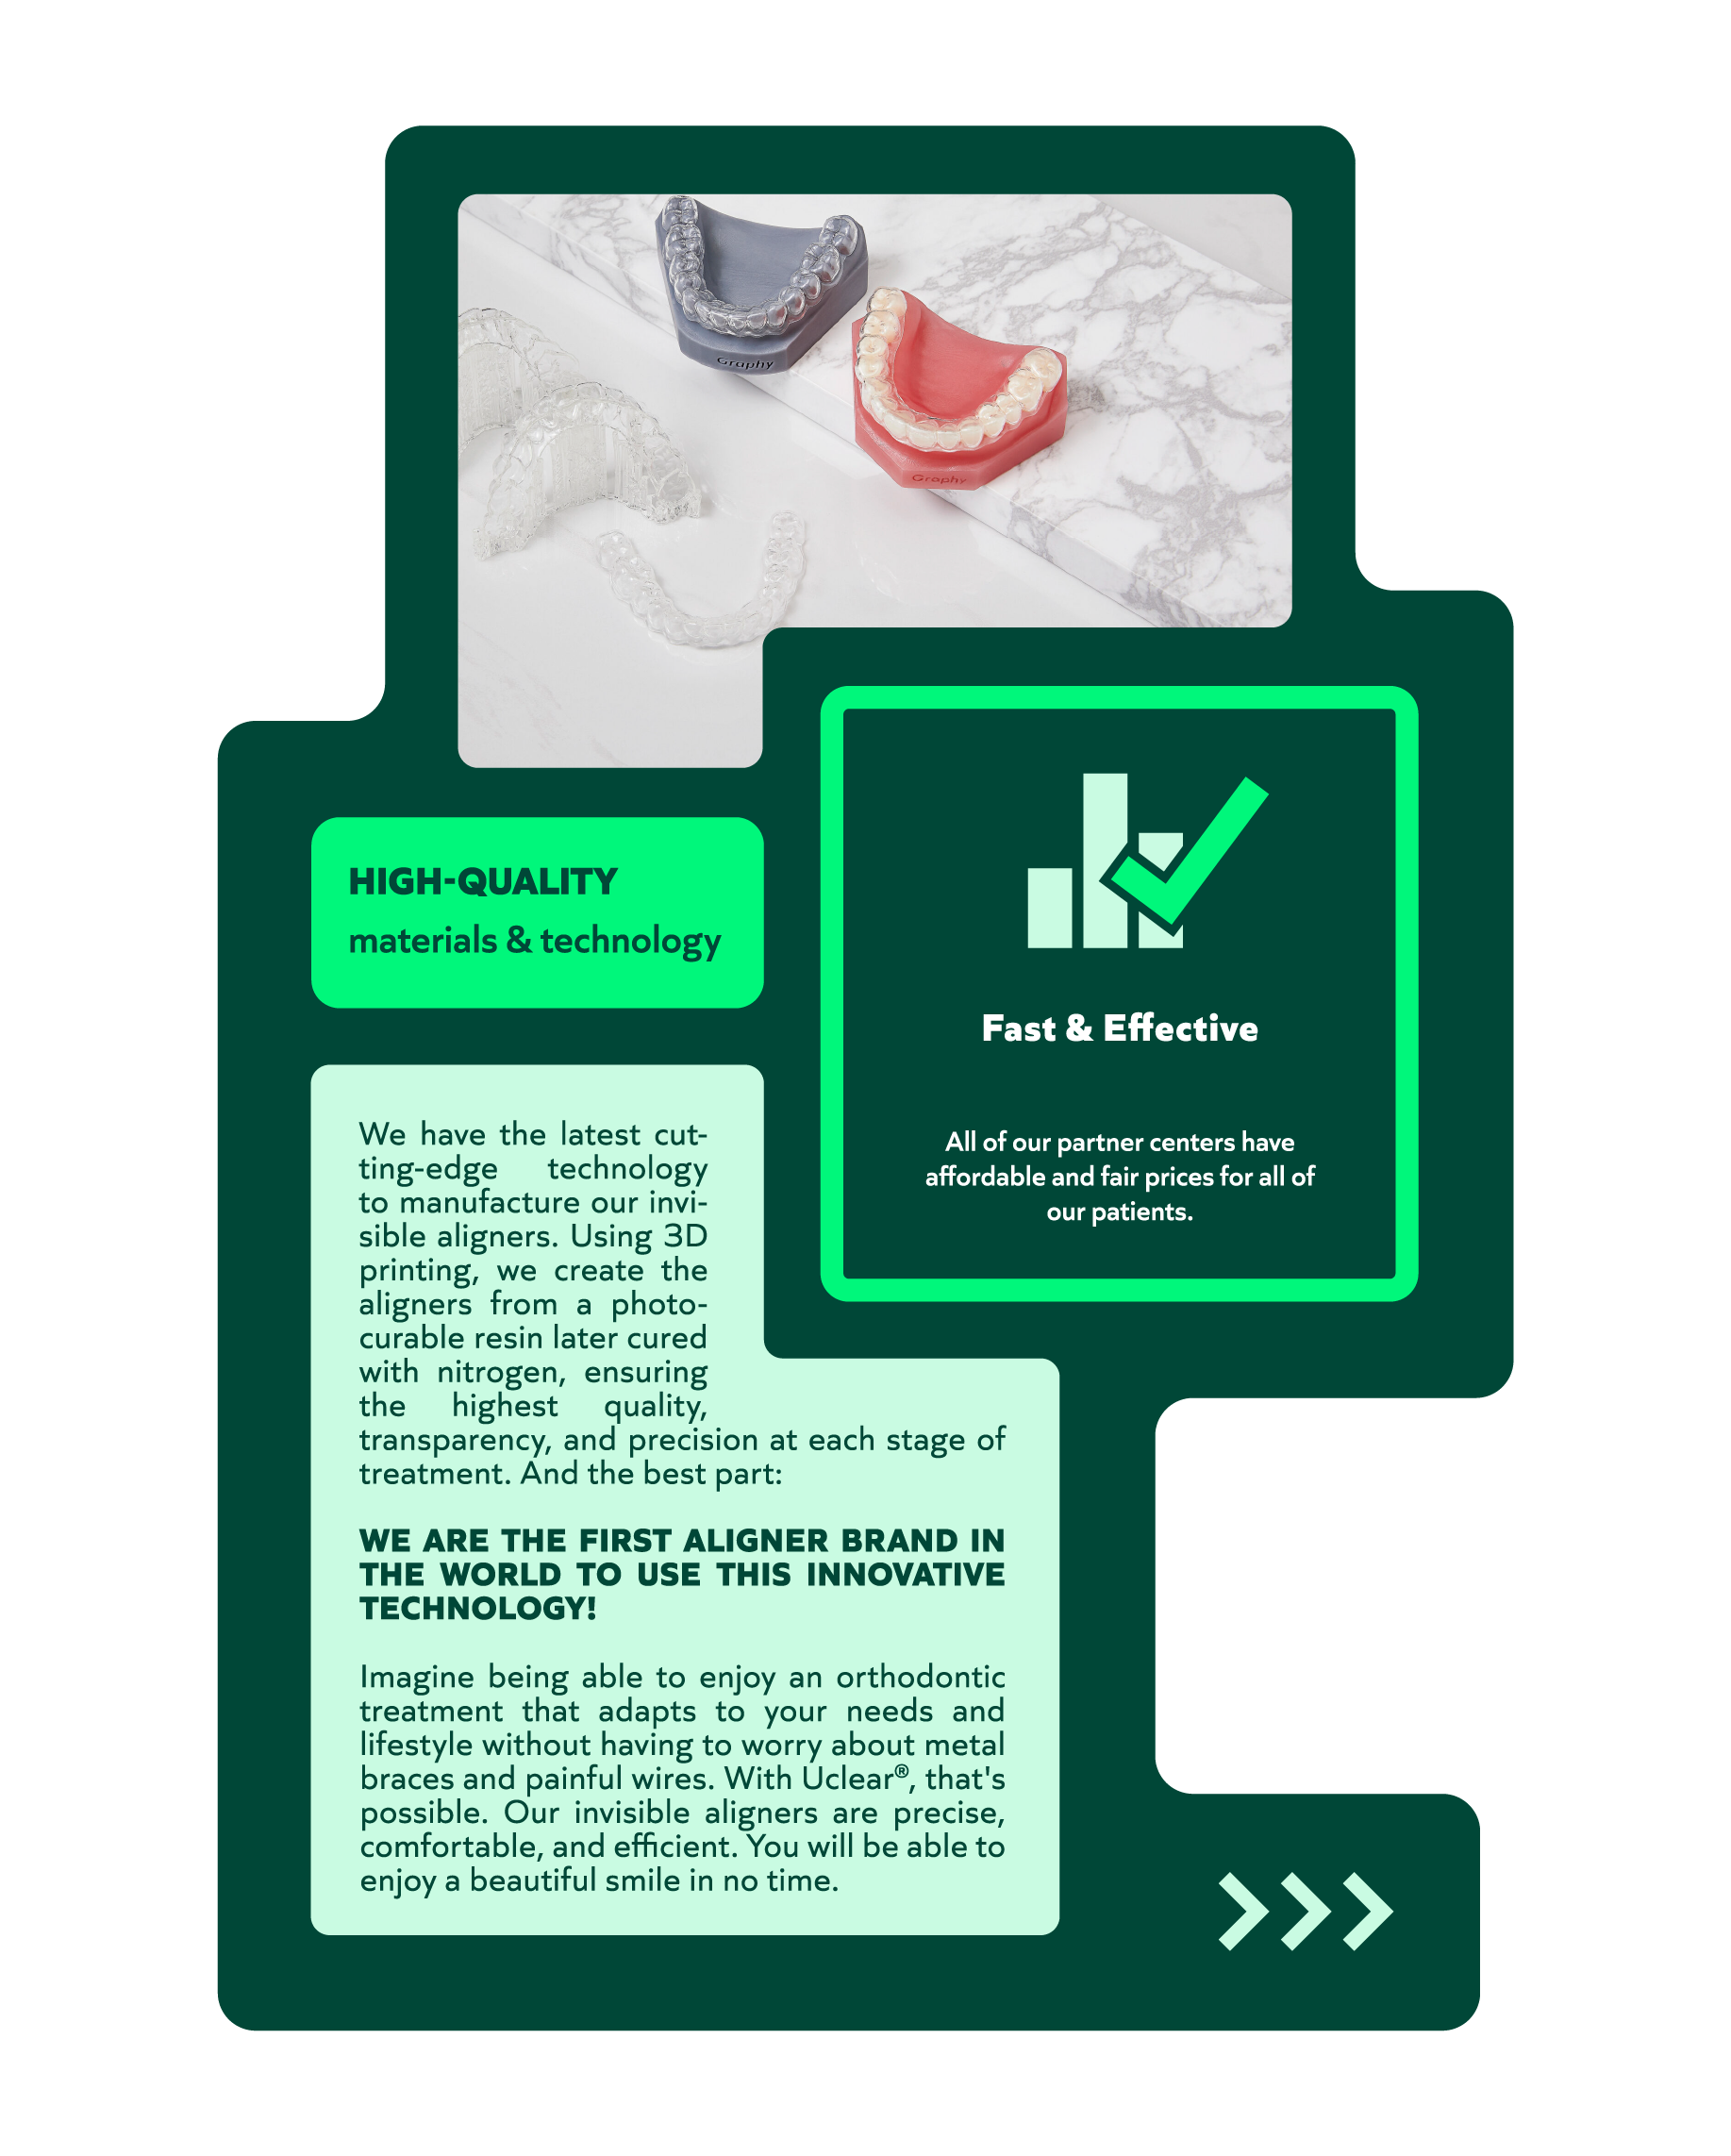 Graphy
Graphy
HIGH-QUALITY
materials & technology
Fast & Effective
All of our partner centers have
affordable and fair prices for all of
our patients.
We have the latest cut-
ting-edge technology
to manufacture our invi-
sible aligners. Using 3D
printing, we create the
aligners from a photo-
curable resin later cured
with nitrogen, ensuring
the highest quality,
transparency, and precision at each stage of
treatment. And the best part:
WE ARE THE FIRST ALIGNER BRAND IN
THE WORLD TO USE THIS INNOVATIVE
TECHNOLOGY!
Imagine being able to enjoy an orthodontic
treatment that adapts to your needs and
lifestyle without having to worry about metal
braces and painful wires. With Uclear®, that's
possible. Our invisible aligners are precise,
comfortable, and efficient. You will be able to
enjoy a beautiful smile in no time.